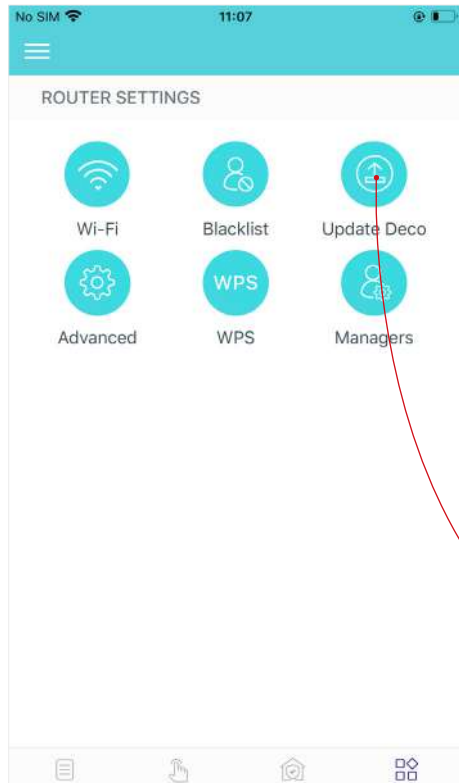 No SIM 11:07
ROUTER SETTINGS
Wi-Fi Blacklist Update Deco
WPS
Advanced WPS Managers